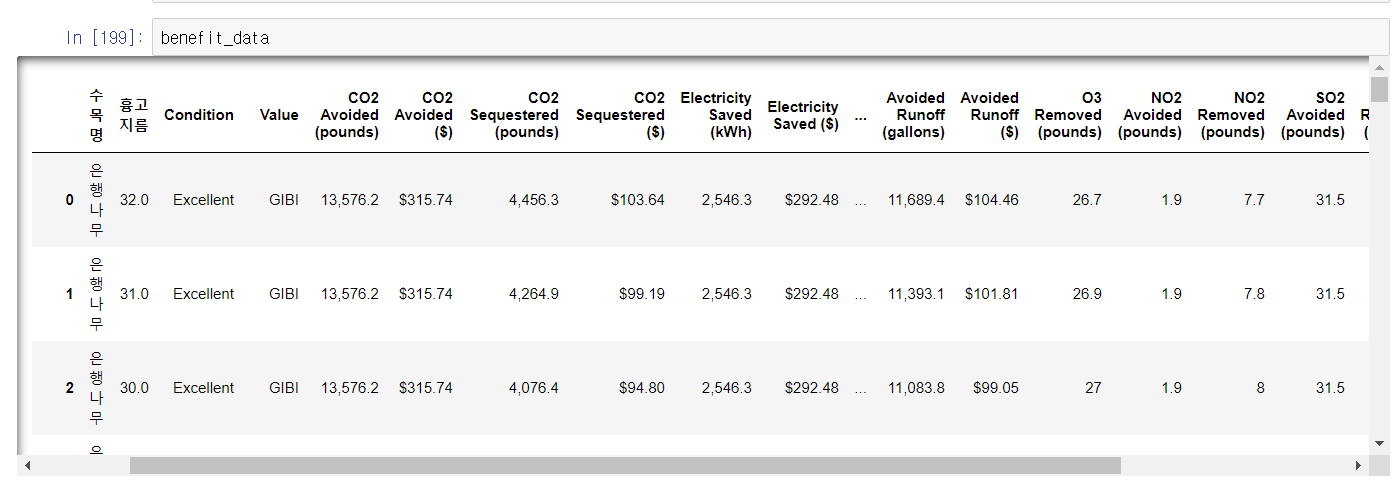 In [199]: benefit_data
수목명 흉고지름 Condition Value CO2 Avoided (pounds) CO2 Avoided ($) CO2 Sequestered (pounds) CO2 Sequestered ($) Electricity Saved (kWh) Electricity Saved ($) ... Avoided Runoff (gallons) Avoided Runoff ($) O3 Removed (pounds) NO2 Avoided (pounds) NO2 Removed (pounds) SO2 Avoided (pounds)
0 은행나무 32.0 Excellent GIBI 13,576.2 $315.74 4,456.3 $103.64 2,546.3 $292.48 ... 11,689.4 $104.46 26.7 1.9 7.7 31.5
1 은행나무 31.0 Excellent GIBI 13,576.2 $315.74 4,264.9 $99.19 2,546.3 $292.48 ... 11,393.1 $101.81 26.9 1.9 7.8 31.5
2 은행나무 30.0 Excellent GIBI 13,576.2 $315.74 4,076.4 $94.80 2,546.3 $292.48 ... 11,083.8 $99.05 27 1.9 8 31.5